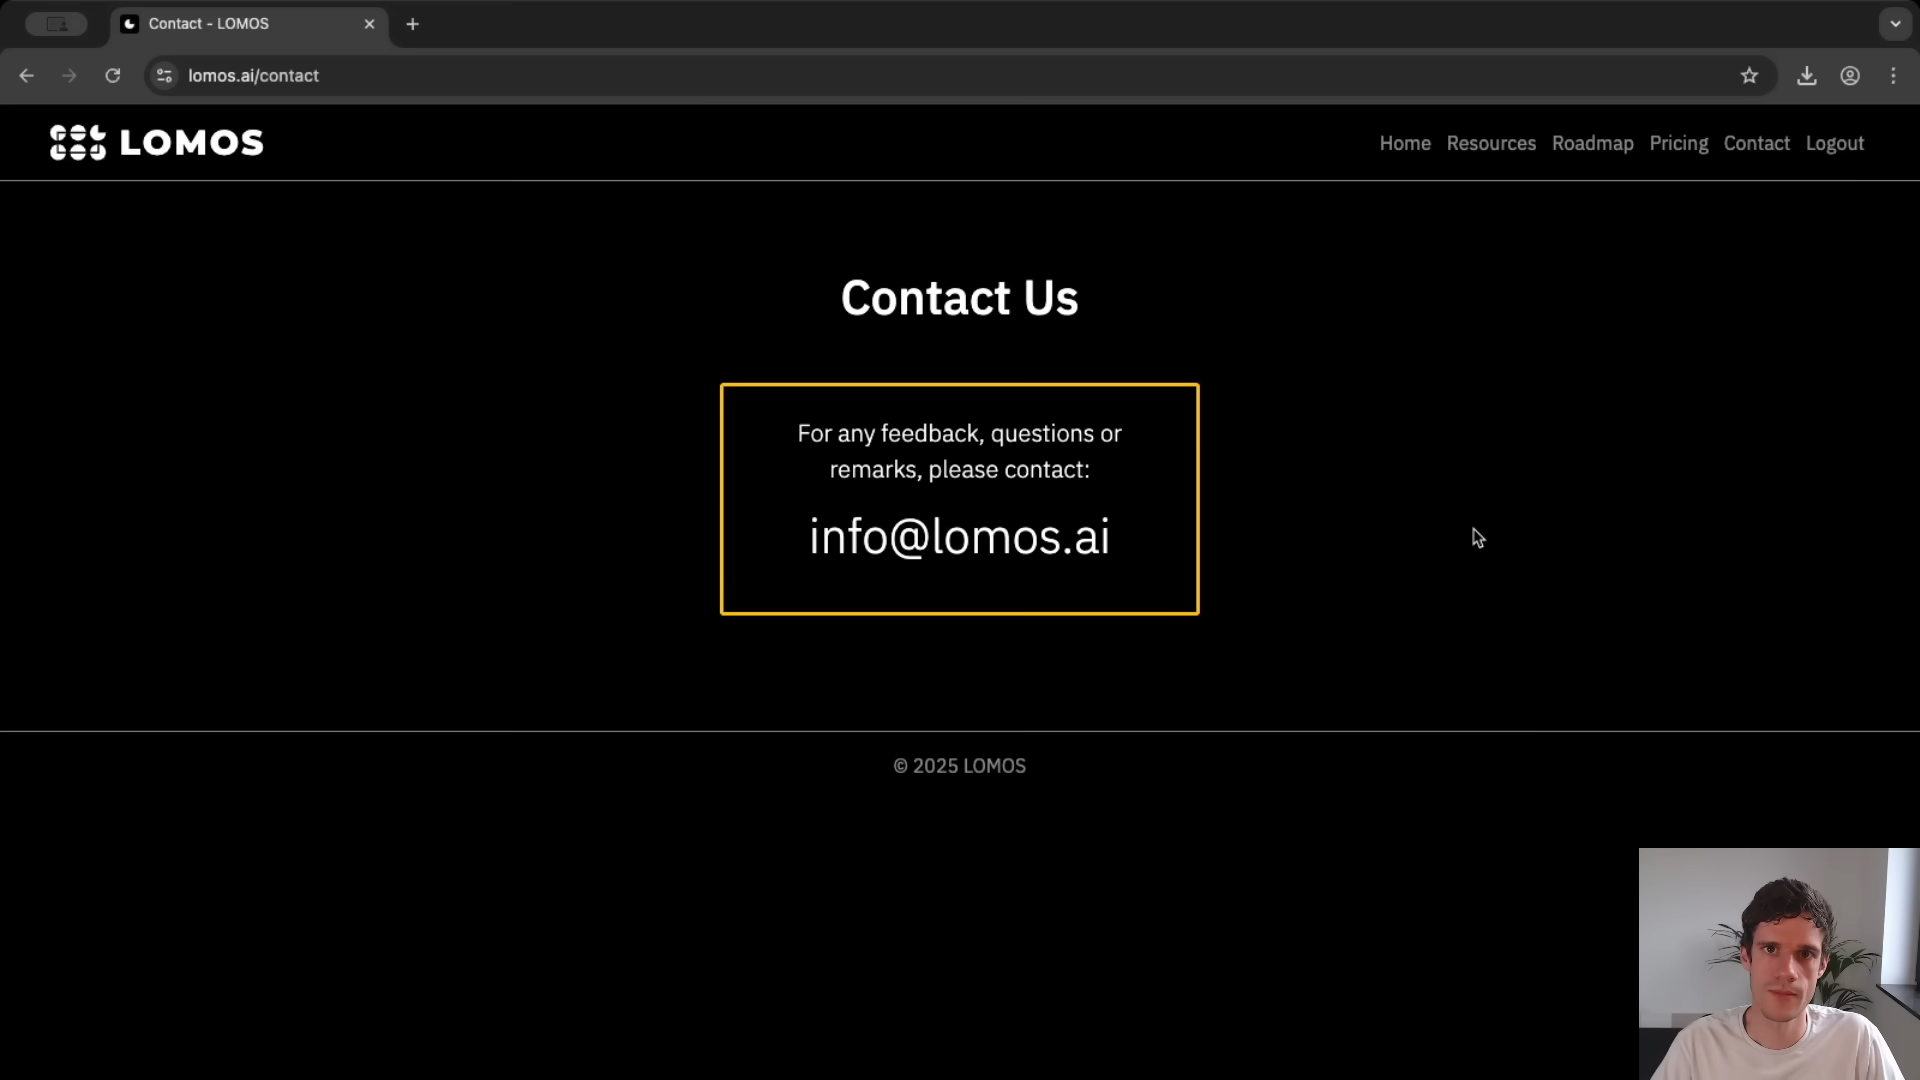 Contact - LOMOS
lomos.ai/contact
LOMOS
Home Resources Roadmap Pricing Contact Logout
Contact Us
For any feedback, questions or
remarks, please contact:
info@lomos.ai
© 2025 LOMOS